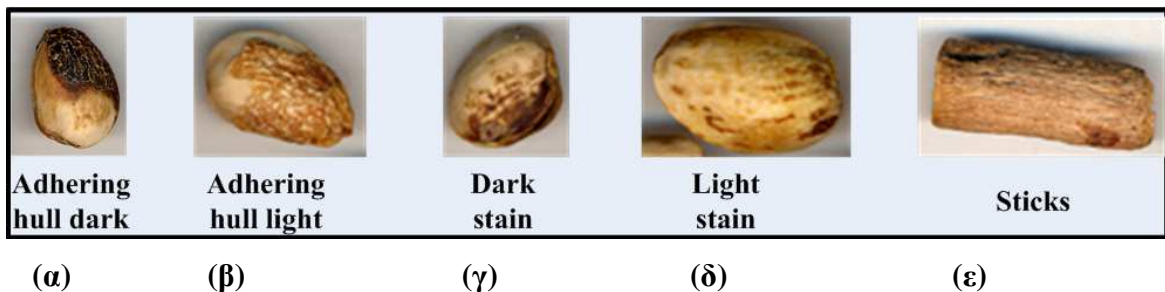 Adhering hull dark
Adhering hull light
Dark stain
Light stain
Sticks
(α) (β) (γ) (δ) (ε)